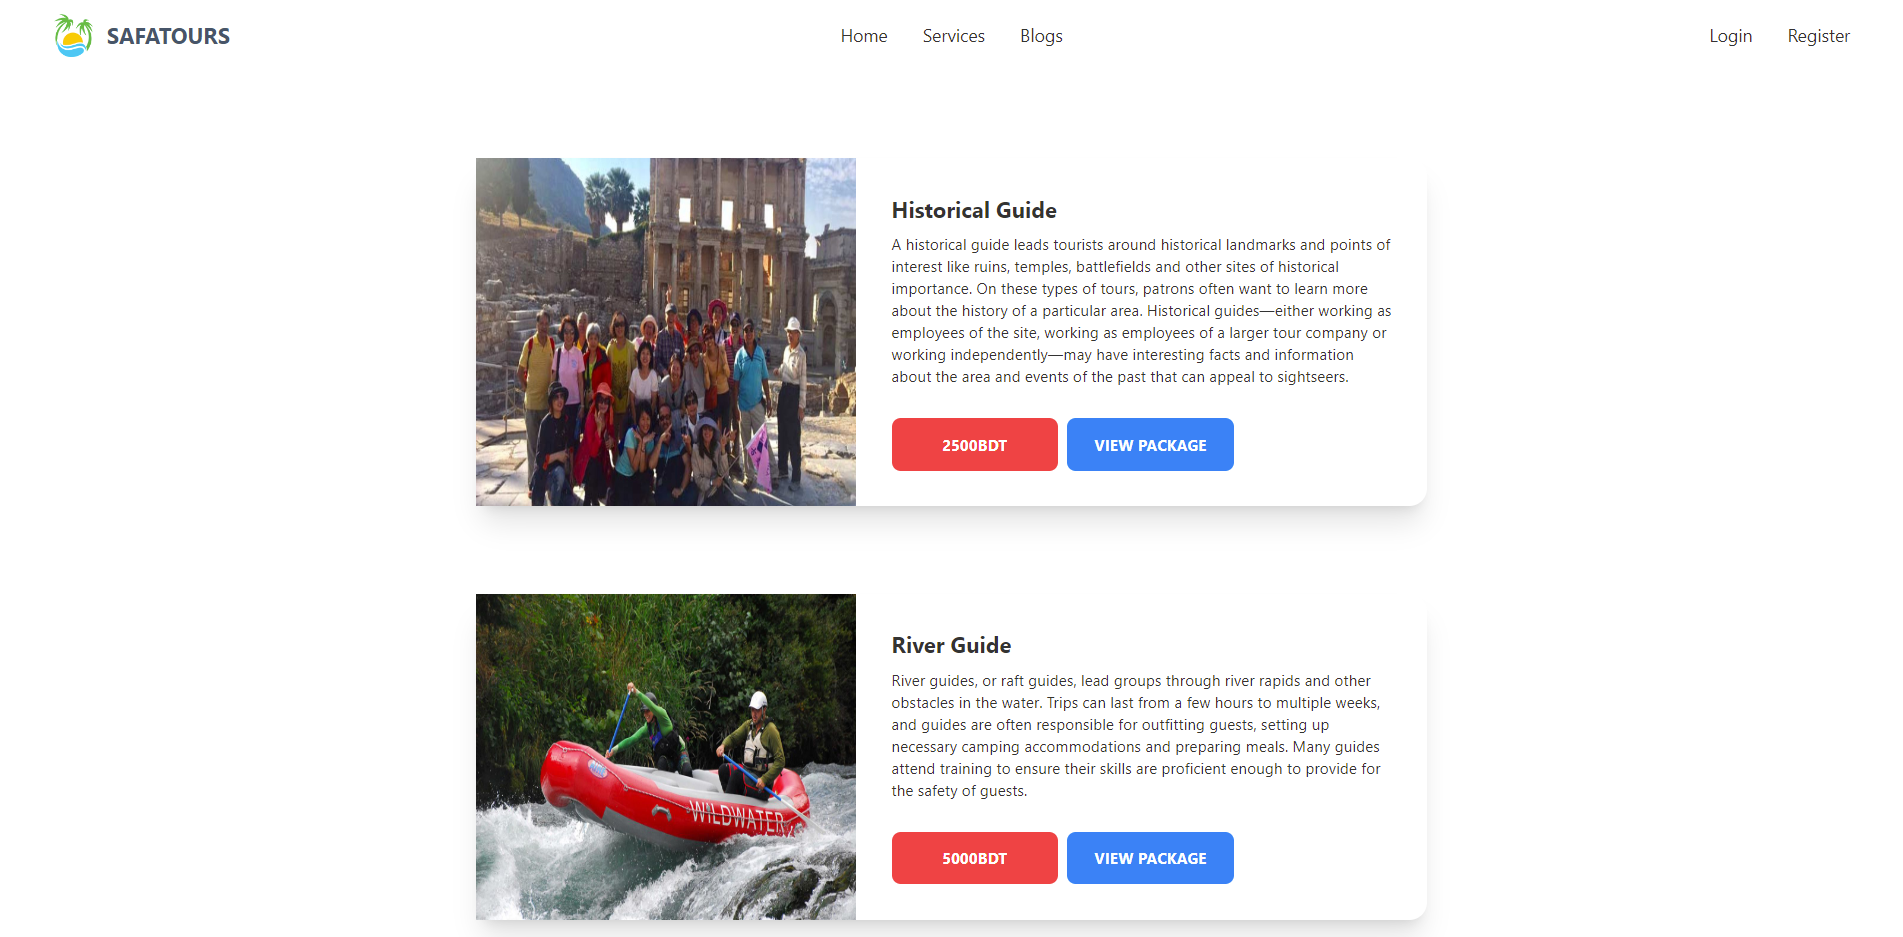 SAFATOURS
Home Services Blogs
Login Register
Historical Guide
A historical guide leads tourists around historical landmarks and points of
interest like ruins, temples, battlefields and other sites of historical
importance. On these types of tours, patrons often want to learn more
about the history of a particular area. Historical guides—either working as
employees of the site, working as employees of a larger tour company or
working independently—may have interesting facts and information
about the area and events of the past that can appeal to sightseers.
2500BDT VIEW PACKAGE
River Guide
River guides, or raft guides, lead groups through river rapids and other
obstacles in the water. Trips can last from a few hours to multiple weeks,
and guides are often responsible for outfitting guests, setting up
necessary camping accommodations and preparing meals. Many guides
attend training to ensure their skills are proficient enough to provide for
the safety of guests.
WILDWATER
5000BDT VIEW PACKAGE